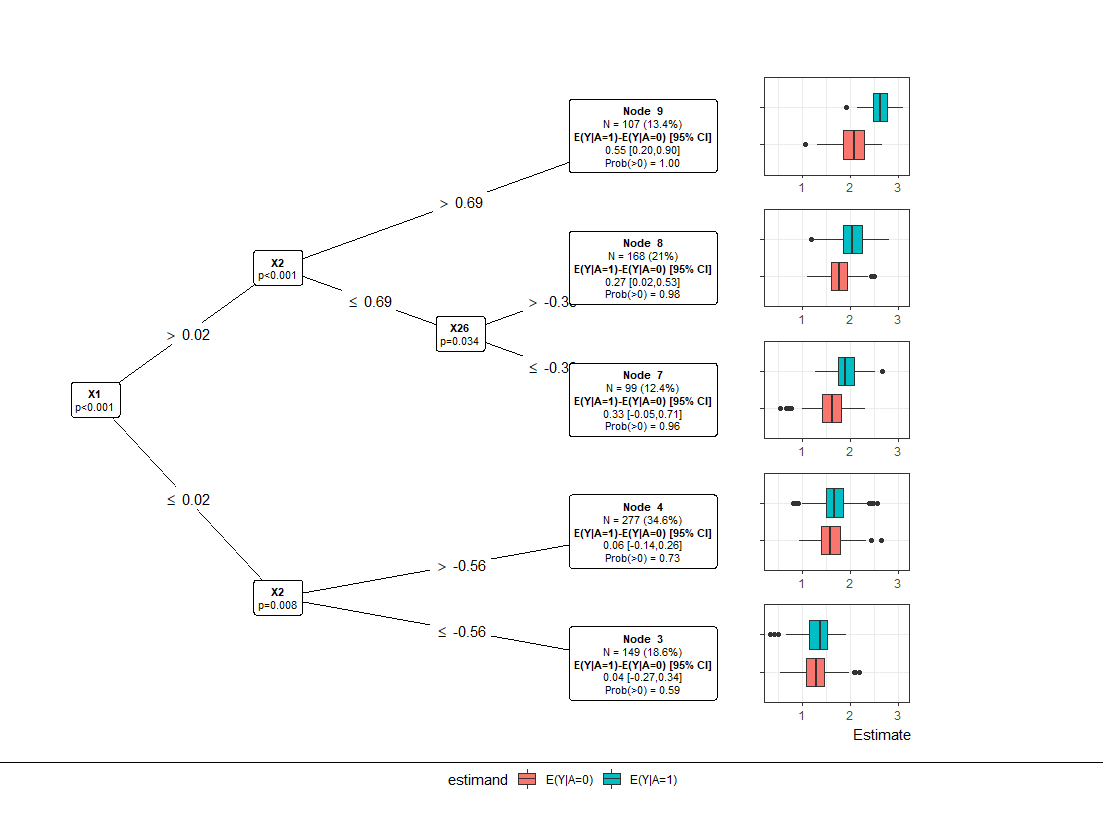 Node 9
N = 107 (13.4%)
E(Y|A=1)-E(Y|A=0) [95% CI]
0.55 [0.20,0.90]
Prob(>0) = 1.00
1 2 3
> 0.69
Node 8
N = 168 (21%)
E(Y|A=1)-E(Y|A=0) [95% CI]
0.27 [0.02,0.53]
Prob(>0) = 0.98
1 2 3
X2
p<0.001
≤ 0.69
> -0.3
X26
p=0.034
> 0.02
≤ -0.3
Node 7
N = 99 (12.4%)
E(Y|A=1)-E(Y|A=0) [95% CI]
0.33 [-0.05,0.71]
Prob(>0) = 0.96
1 2 3
X1
p<0.001
≤ 0.02
Node 4
N = 277 (34.6%)
E(Y|A=1)-E(Y|A=0) [95% CI]
0.06 [-0.14,0.26]
Prob(>0) = 0.73
1 2 3
> -0.56
X2
p=0.008
≤ -0.56
Node 3
N = 149 (18.6%)
E(Y|A=1)-E(Y|A=0) [95% CI]
0.04 [-0.27,0.34]
Prob(>0) = 0.59
1 2 3
Estimate
estimand E(Y|A=0) E(Y|A=1)